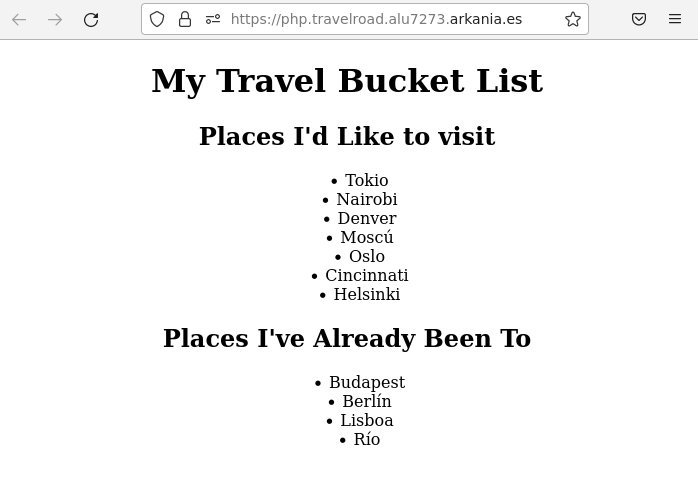 https://php.travelroad.alu7273.arkania.es
My Travel Bucket List
Places I'd Like to visit
• Tokio
• Nairobi
• Denver
• Moscú
• Oslo
• Cincinnati
• Helsinki
Places I've Already Been To
• Budapest
• Berlín
• Lisboa
• Río